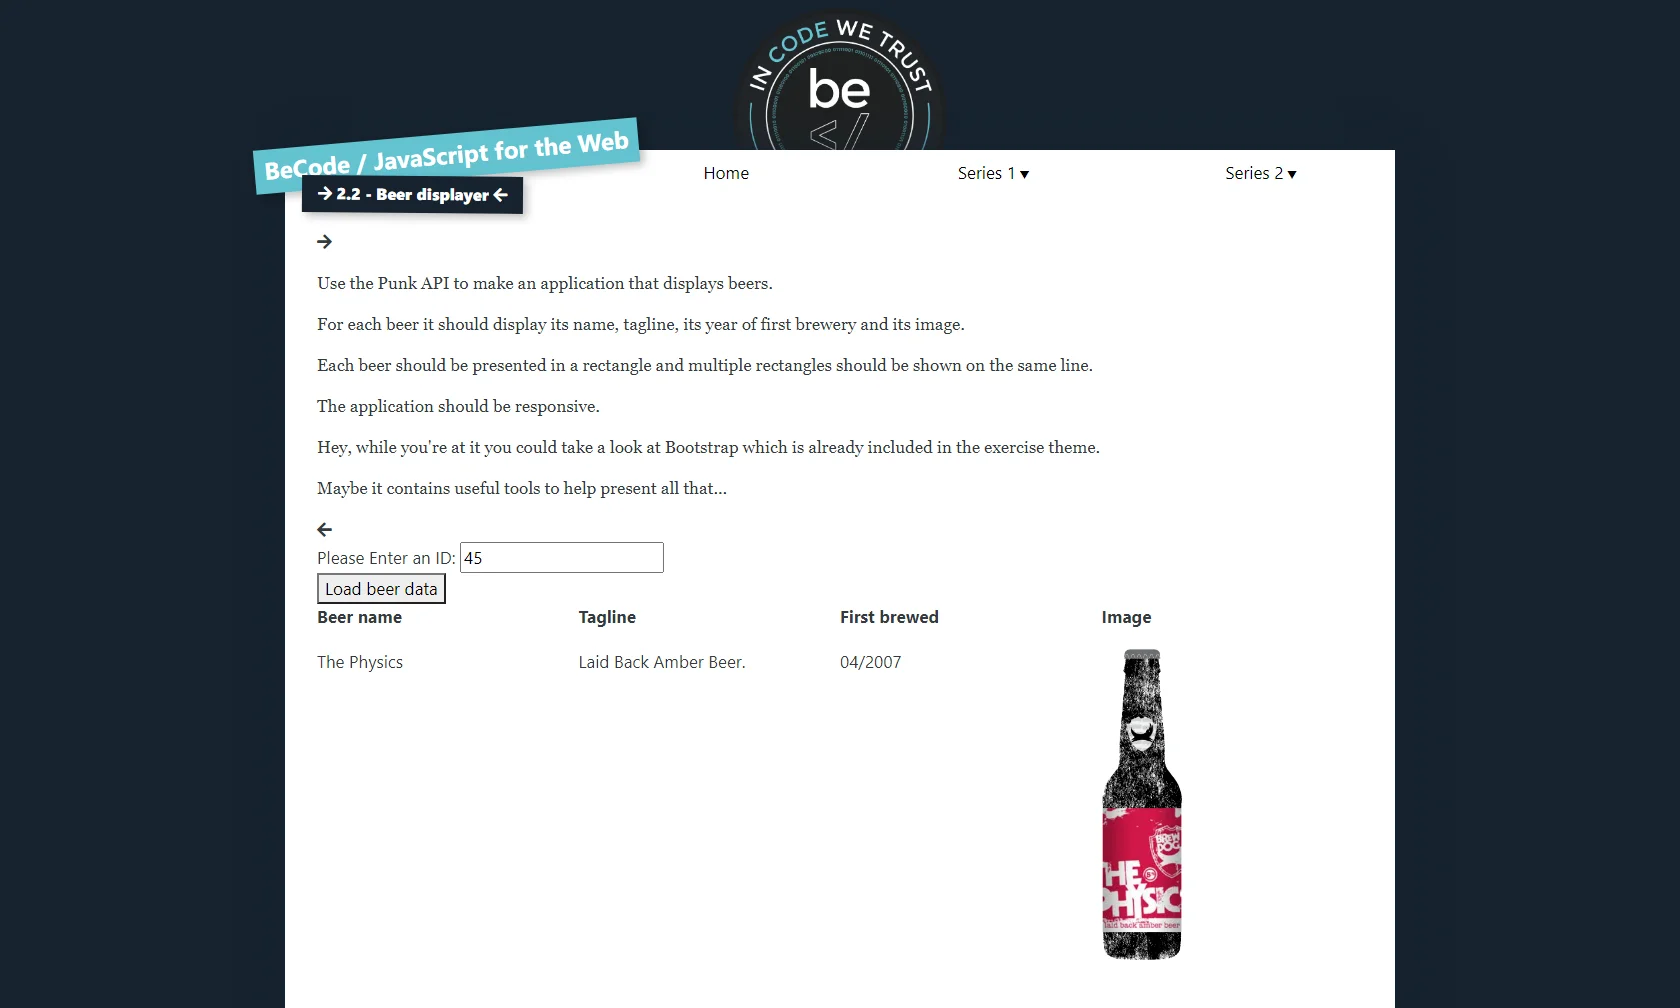 IN CODE WE TRUST
be
</
BeCode / JavaScript for the Web
Home
Series 1 ▾
Series 2 ▾
→ 2.2 - Beer displayer ←
→
Use the Punk API to make an application that displays beers.
For each beer it should display its name, tagline, its year of first brewery and its image.
Each beer should be presented in a rectangle and multiple rectangles should be shown on the same line.
The application should be responsive.
Hey, while you're at it you could take a look at Bootstrap which is already included in the exercise theme.
Maybe it contains useful tools to help present all that...
←
Please Enter an ID: 45
Load beer data
Beer name
Tagline
First brewed
Image
The Physics
Laid Back Amber Beer.
04/2007
BREW
DOG
THE
PHYSICS
laid back amber beer